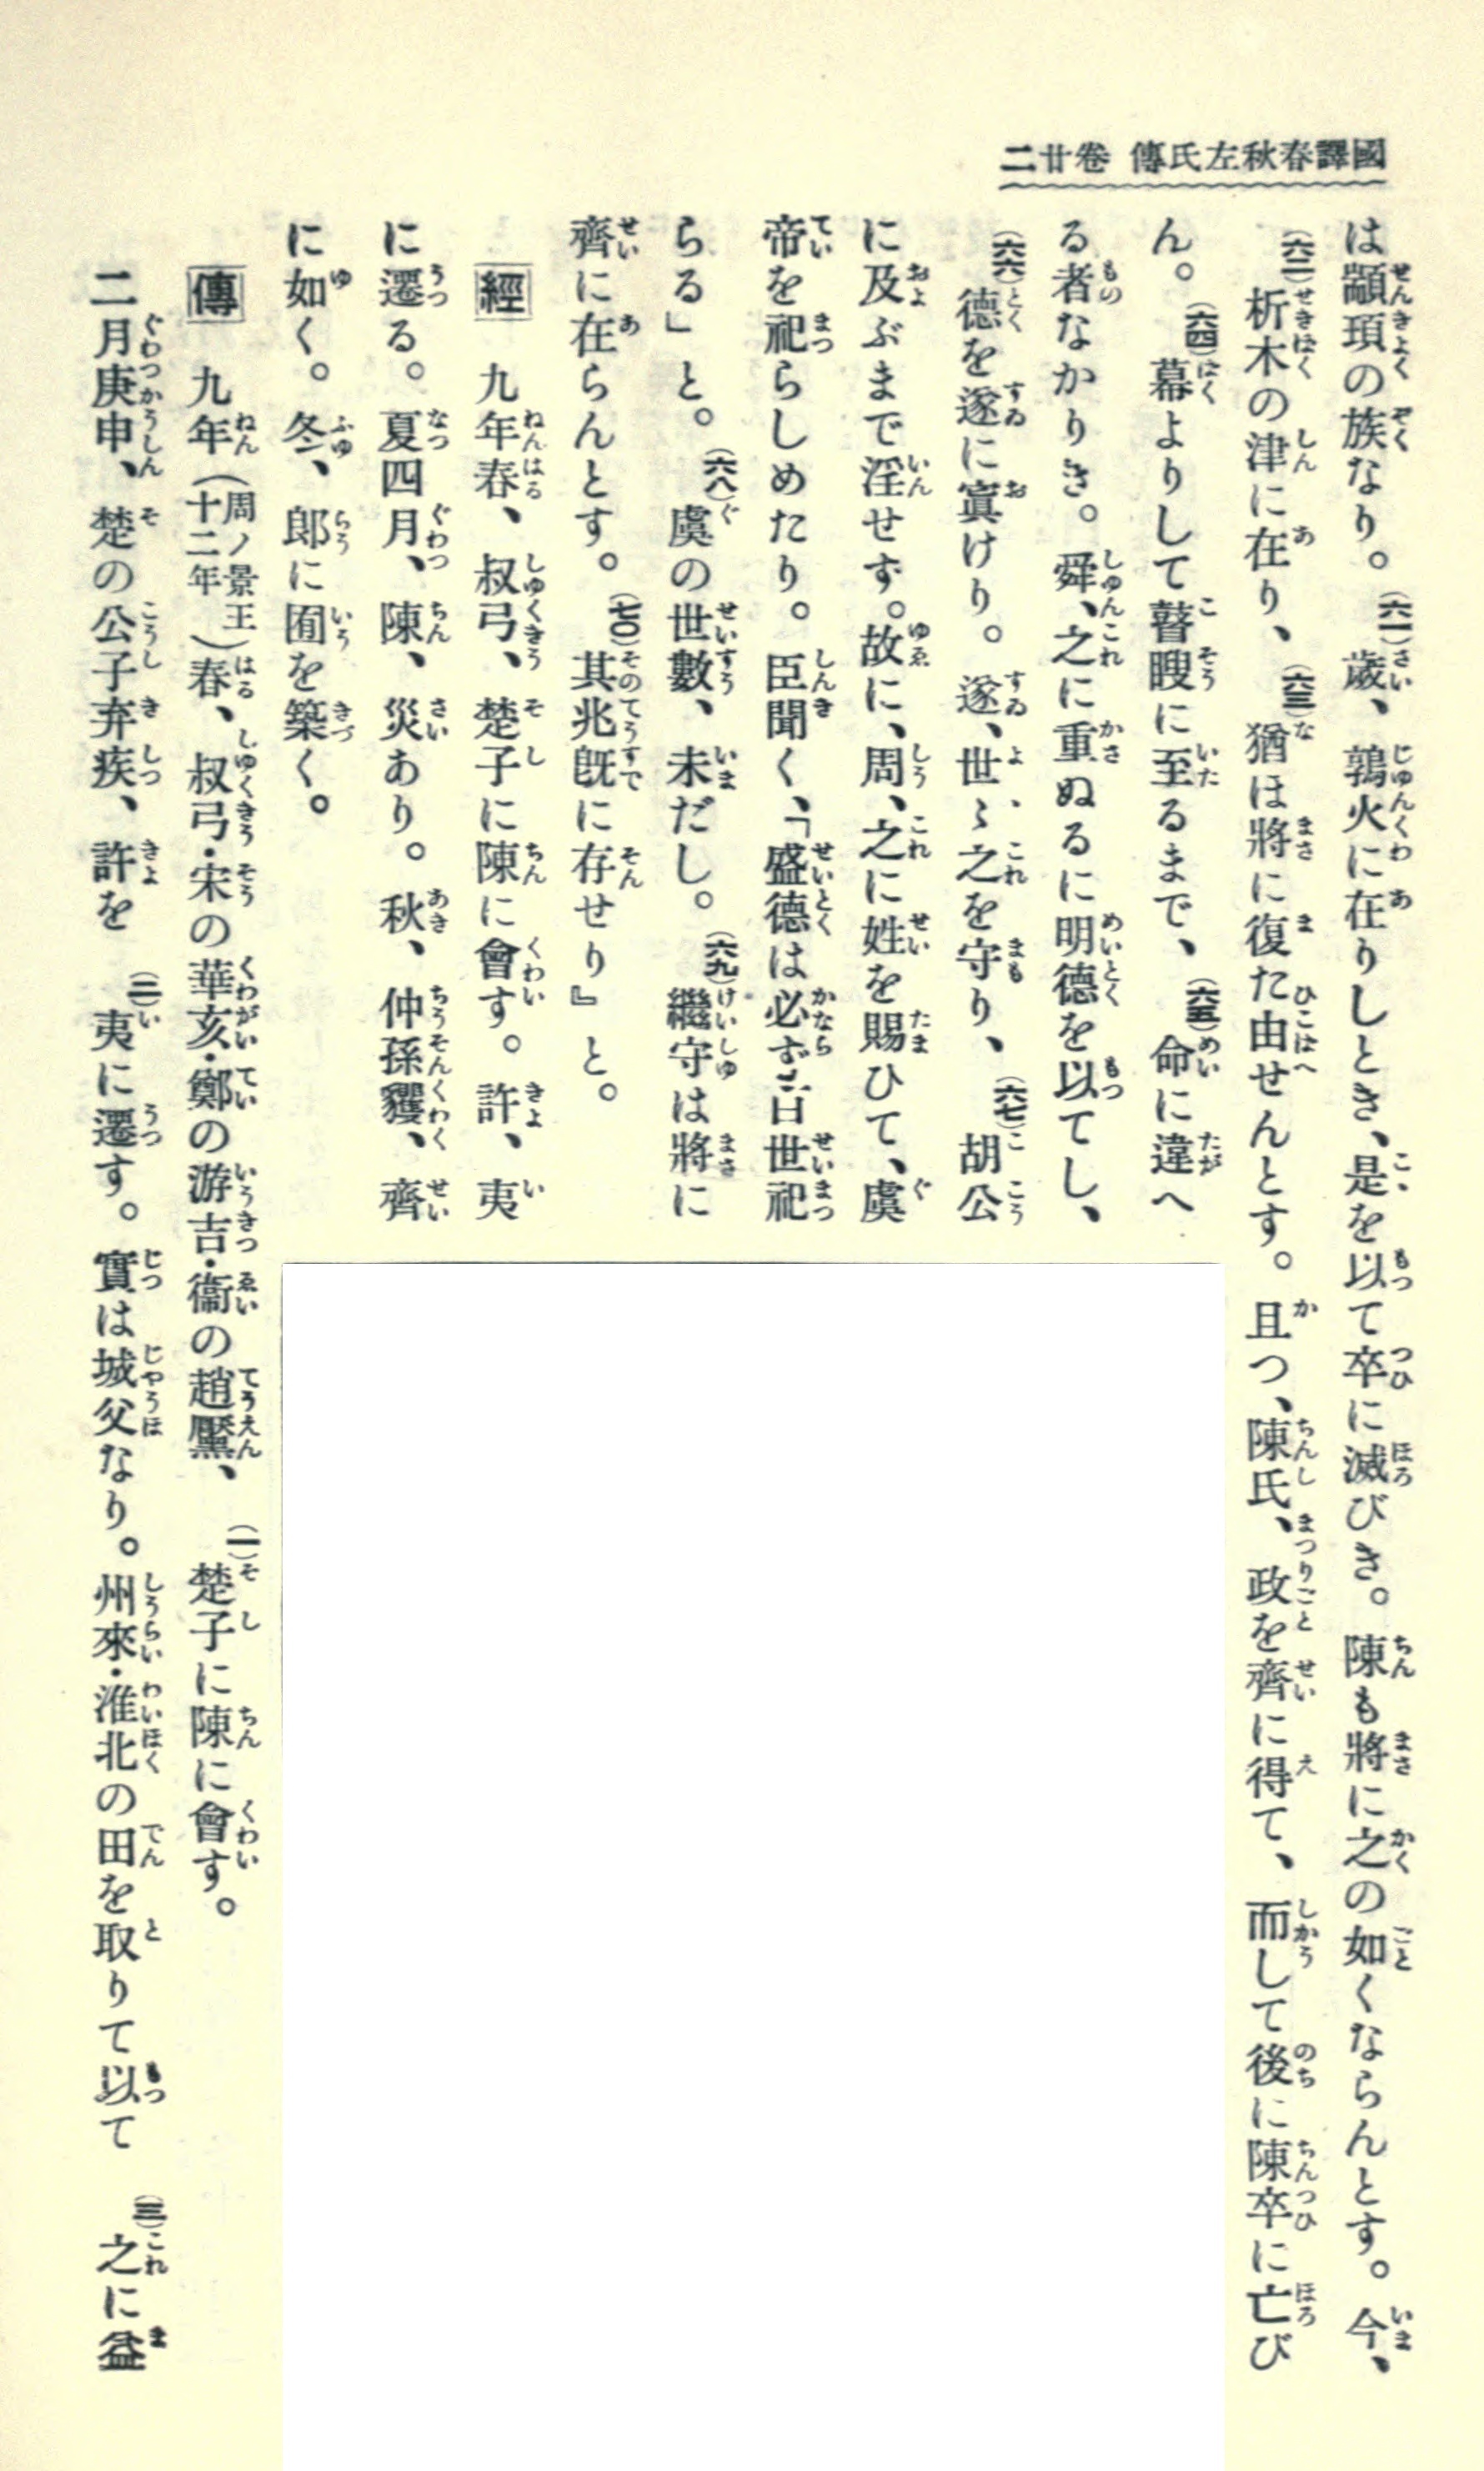 國譯春秋左氏傳 卷廿二
は顓頊の族なり。(六一)歲、鶉火に在りしとき、是を以て卒に滅びき。陳も將に之の如くならんとす。今、
(六二)析木の津に在り、(六三)猶ほ將に復た由せんとす。且つ、陳氏、政を齊に得て、而して後に陳卒に亡び
ん。(六四)幕よりして瞽瞍に至るまで、(六五)命に違へ
る者なかりき。舜、之に重ぬるに明德を以てし、
(六六)德を遂に寘けり。遂、世〻之を守り、(六七)胡公
に及ぶまで淫せず。故に、周、之に姓を賜ひて、虞
帝を祀らしめたり。臣聞く、「盛德は必ず百世祀
らる」と。(六八)虞の世數、未だし。(六九)繼守は將に
齊に在らんとす。(七〇)其兆旣に存せり』と。
經 九年春、叔弓、楚子に陳に會す。許、夷
に遷る。夏四月、陳、災あり。秋、仲孫貜、齊
に如く。冬、郎に囿を築く。
傳 九年(周ノ景王十二年)春、叔弓・宋の華亥・鄭の游吉・衞の趙黶、(一)楚子に陳に會す。
二月庚申、楚の公子弃疾、許を(二)夷に遷す。實は城父なり。州來・淮北の田を取りて以て(三)之に益